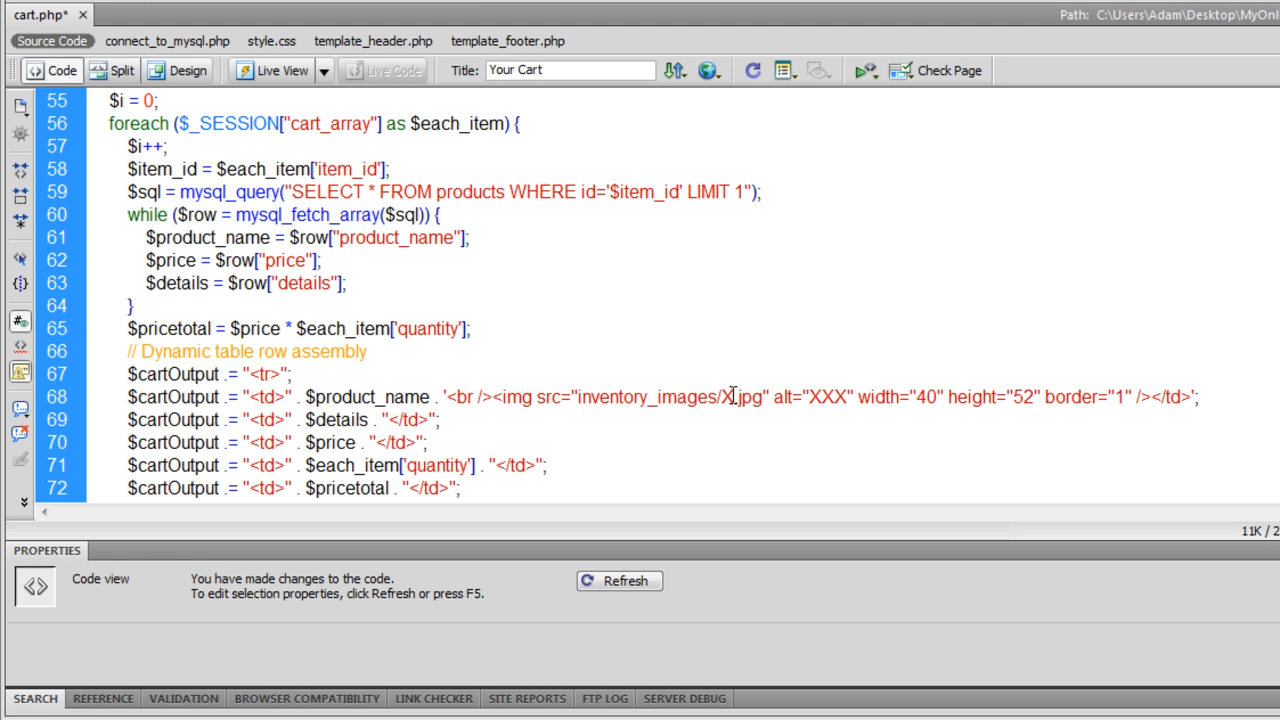 cart.php*
Path: C:\Users\Adam\Desktop\MyOnl
Source Code connect_to_mysql.php style.css template_header.php template_footer.php
Code Split Design Live View Live Code Title: Your Cart Check Page
55 $i = 0;
56 foreach ($_SESSION["cart_array"] as $each_item) {
57 $i++;
58 $item_id = $each_item['item_id'];
59 $sql = mysql_query("SELECT * FROM products WHERE id='$item_id' LIMIT 1");
60 while ($row = mysql_fetch_array($sql)) {
61 $product_name = $row["product_name"];
62 $price = $row["price"];
63 $details = $row["details"];
64 }
65 $pricetotal = $price * $each_item['quantity'];
66 // Dynamic table row assembly
67 $cartOutput .= "<tr>";
68 $cartOutput .= "<td>" . $product_name . '<br /><img src="inventory_images/X.jpg" alt="XXX" width="40" height="52" border="1" /></td>';
69 $cartOutput .= "<td>" . $details . "</td>";
70 $cartOutput .= "<td>" . $price . "</td>";
71 $cartOutput .= "<td>" . $each_item['quantity'] . "</td>";
72 $cartOutput .= "<td>" . $pricetotal . "</td>";
11K / 2
PROPERTIES
Code view You have made changes to the code. Refresh
To edit selection properties, click Refresh or press F5.
SEARCH REFERENCE VALIDATION BROWSER COMPATIBILITY LINK CHECKER SITE REPORTS FTP LOG SERVER DEBUG